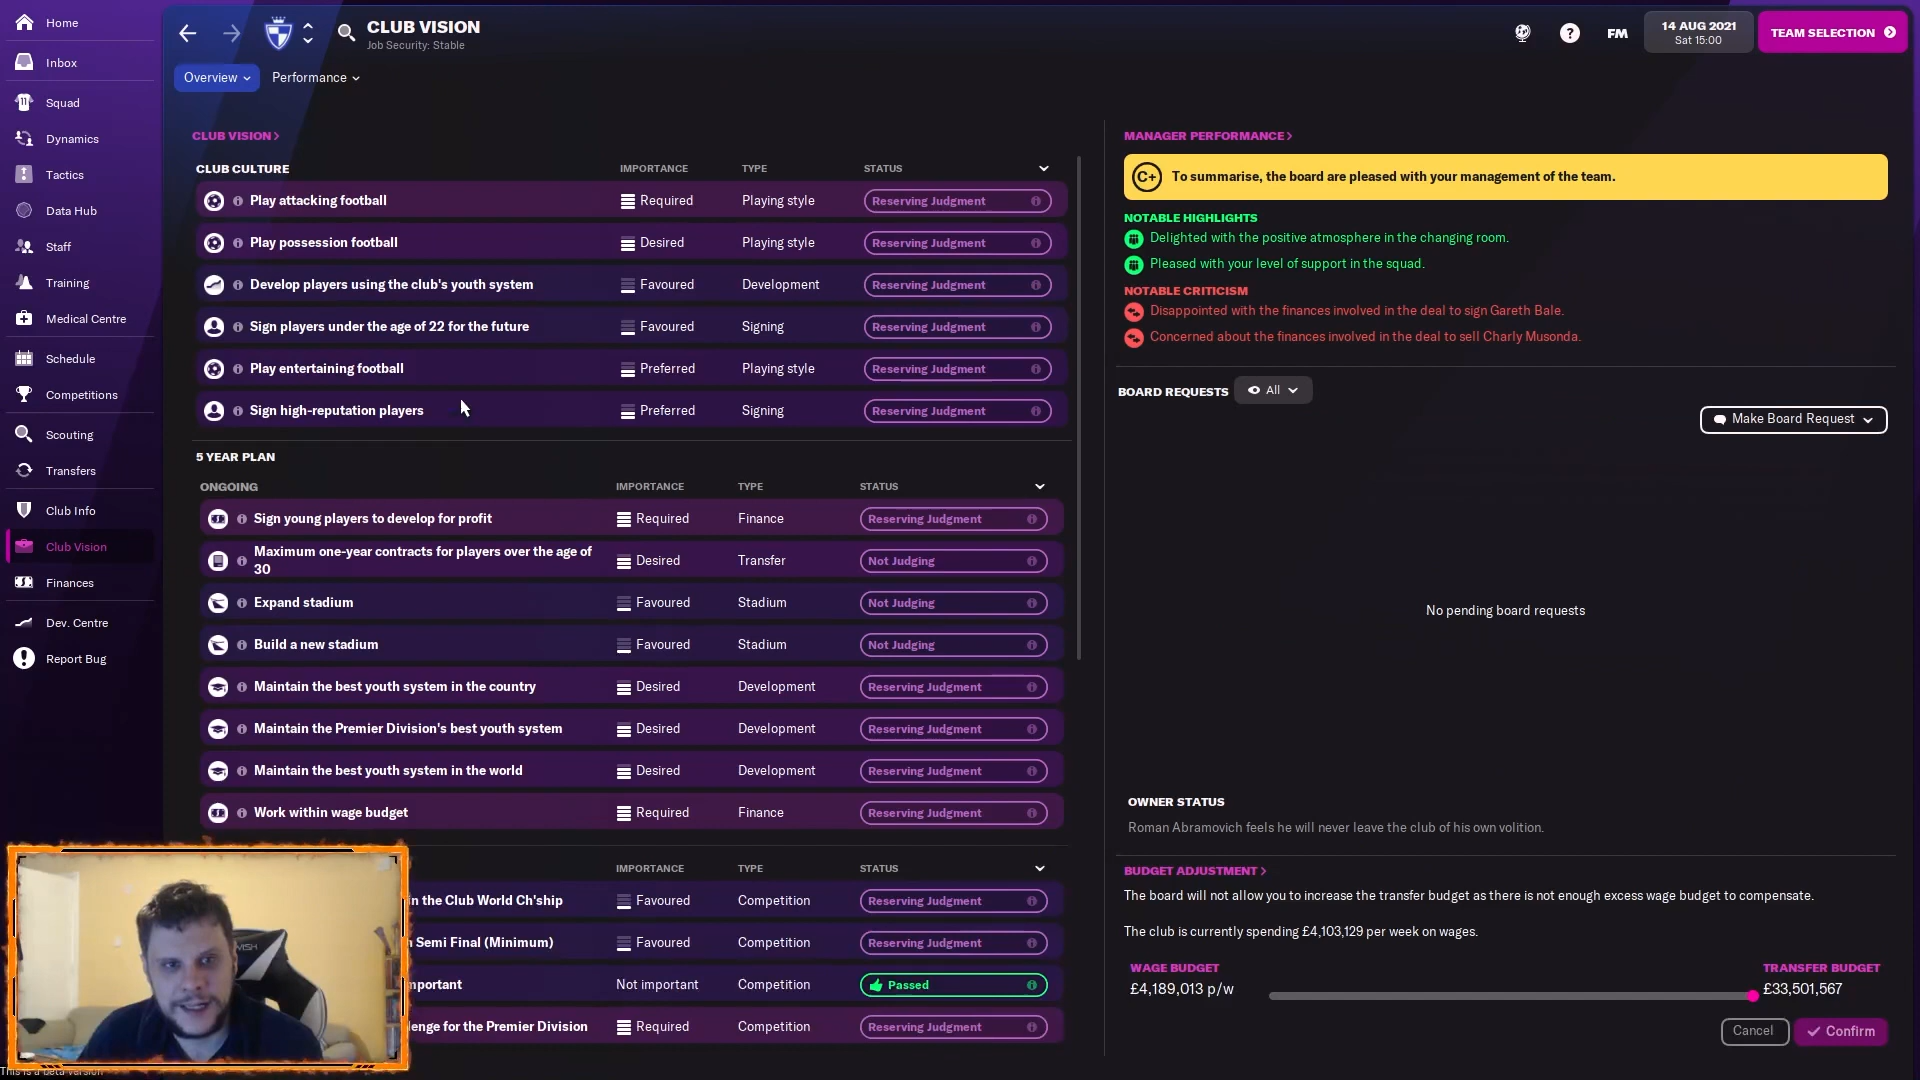 Home
Inbox
Squad
Dynamics
Tactics
Data Hub
Staff
Training
Medical Centre
Schedule
Competitions
Scouting
Transfers
Club Info
Club Vision
Finances
Dev. Centre
Report Bug
CLUB VISION
Job Security: Stable
FM
14 AUG 2021
Sat 15:00
TEAM SELECTION
Overview
Performance
CLUB VISION >
CLUB CULTURE IMPORTANCE TYPE STATUS
Play attacking football Required Playing style Reserving Judgment
Play possession football Desired Playing style Reserving Judgment
Develop players using the club's youth system Favoured Development Reserving Judgment
Sign players under the age of 22 for the future Favoured Signing Reserving Judgment
Play entertaining football Preferred Playing style Reserving Judgment
Sign high-reputation players Preferred Signing Reserving Judgment
5 YEAR PLAN
ONGOING IMPORTANCE TYPE STATUS
Sign young players to develop for profit Required Finance Reserving Judgment
Maximum one-year contracts for players over the age of
30 Desired Transfer Not Judging
Expand stadium Favoured Stadium Not Judging
Build a new stadium Favoured Stadium Not Judging
Maintain the best youth system in the country Desired Development Reserving Judgment
Maintain the Premier Division's best youth system Desired Development Reserving Judgment
Maintain the best youth system in the world Desired Development Reserving Judgment
Work within wage budget Required Finance Reserving Judgment
IMPORTANCE TYPE STATUS
in the Club World Ch'ship Favoured Competition Reserving Judgment
Semi Final (Minimum) Favoured Competition Reserving Judgment
mportant Not important Competition Passed
lenge for the Premier Division Required Competition Reserving Judgment
MANAGER PERFORMANCE >
C+ To summarise, the board are pleased with your management of the team.
NOTABLE HIGHLIGHTS
Delighted with the positive atmosphere in the changing room.
Pleased with your level of support in the squad.
NOTABLE CRITICISM
Disappointed with the finances involved in the deal to sign Gareth Bale.
Concerned about the finances involved in the deal to sell Charly Musonda.
BOARD REQUESTS All
Make Board Request
No pending board requests
OWNER STATUS
Roman Abramovich feels he will never leave the club of his own volition.
BUDGET ADJUSTMENT >
The board will not allow you to increase the transfer budget as there is not enough excess wage budget to compensate.
The club is currently spending £4,103,129 per week on wages.
WAGE BUDGET TRANSFER BUDGET
£4,189,013 p/w £33,501,567
Cancel Confirm
This is a beta version